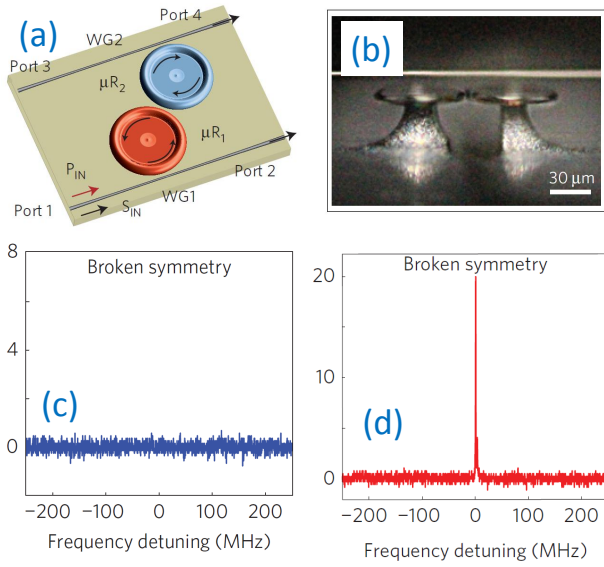 (a)
Port 4
WG2
Port 3
μR₂
μR₁
P_IN
Port 2
Port 1
S_IN
WG1
(b)
30 μm
8
Broken symmetry
4
(c)
0
−200
−100
0
100
200
Frequency detuning (MHz)
20
Broken symmetry
10
(d)
0
−200
−100
0
100
200
Frequency detuning (MHz)